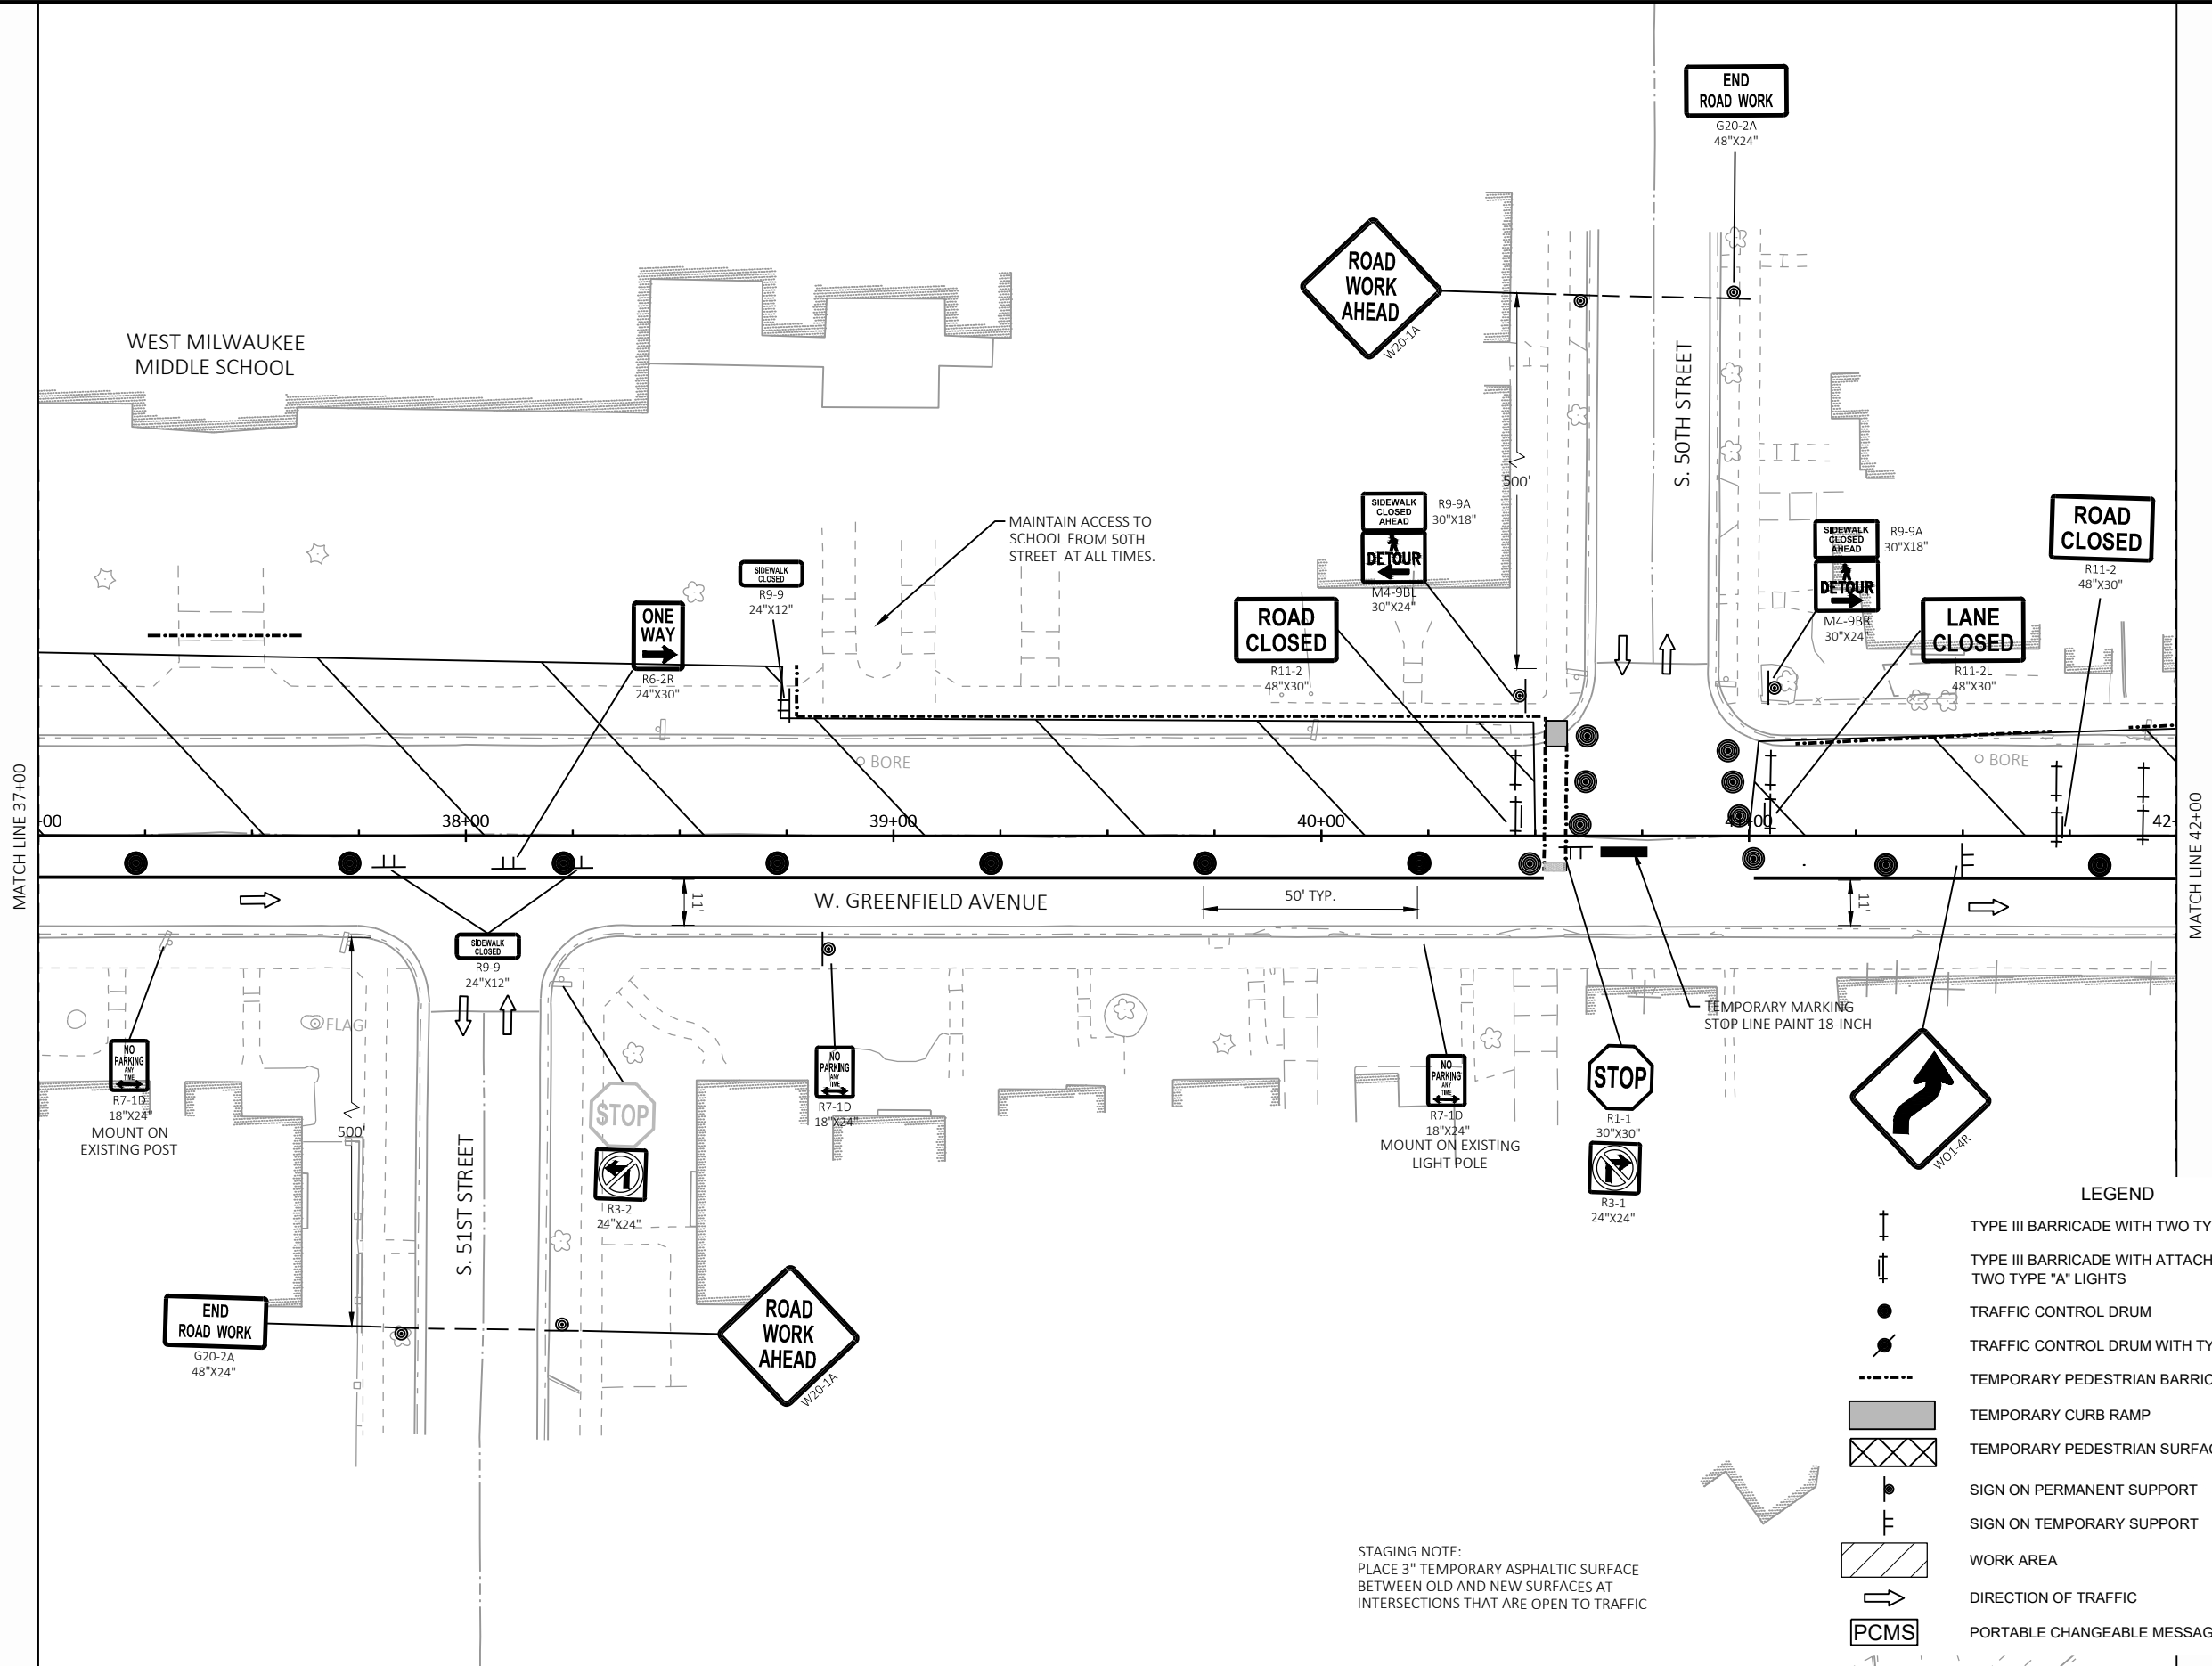 END
ROAD WORK
G20-2A
48"X24"
ROAD
WORK
AHEAD
W20-1A
WEST MILWAUKEE
MIDDLE SCHOOL
S. 50TH STREET
500'
SIDEWALK
CLOSED
AHEAD
DETOUR
R9-9A
30"X18"
M4-9BL
30"X24"
MAINTAIN ACCESS TO
SCHOOL FROM 50TH
STREET AT ALL TIMES.
SIDEWALK
CLOSED
AHEAD
DETOUR
R9-9A
30"X18"
M4-9BR
30"X24"
ROAD
CLOSED
R11-2
48"X30"
SIDEWALK
CLOSED
R9-9
24"X12"
ONE
WAY
R6-2R
24"X30"
ROAD
CLOSED
R11-2
48"X30"
LANE
CLOSED
R11-2L
48"X30"
BORE
BORE
MATCH LINE 37+00
-00
38+00
39+00
40+00
41+00
42-
MATCH LINE 42+00
11'
W. GREENFIELD AVENUE
50' TYP.
11'
SIDEWALK
CLOSED
R9-9
24"X12"
FLAG
NO
PARKING
ANY
TIME
R7-1D
18"X24"
MOUNT ON
EXISTING POST
500'
S. 51ST STREET
STOP
R3-2
24"X24"
NO
PARKING
ANY
TIME
R7-1D
18"X24"
NO
PARKING
ANY
TIME
R7-1D
18"X24"
MOUNT ON EXISTING
LIGHT POLE
TEMPORARY MARKING
STOP LINE PAINT 18-INCH
STOP
R1-1
30"X30"
R3-1
24"X24"
WO1-4R
END
ROAD WORK
G20-2A
48"X24"
ROAD
WORK
AHEAD
W20-1A
STAGING NOTE:
PLACE 3" TEMPORARY ASPHALTIC SURFACE
BETWEEN OLD AND NEW SURFACES AT
INTERSECTIONS THAT ARE OPEN TO TRAFFIC
LEGEND
TYPE III BARRICADE WITH TWO TY
TYPE III BARRICADE WITH ATTACH
TWO TYPE "A" LIGHTS
TRAFFIC CONTROL DRUM
TRAFFIC CONTROL DRUM WITH TY
TEMPORARY PEDESTRIAN BARRIC
TEMPORARY CURB RAMP
TEMPORARY PEDESTRIAN SURFAC
SIGN ON PERMANENT SUPPORT
SIGN ON TEMPORARY SUPPORT
WORK AREA
DIRECTION OF TRAFFIC
PCMS
PORTABLE CHANGEABLE MESSAG